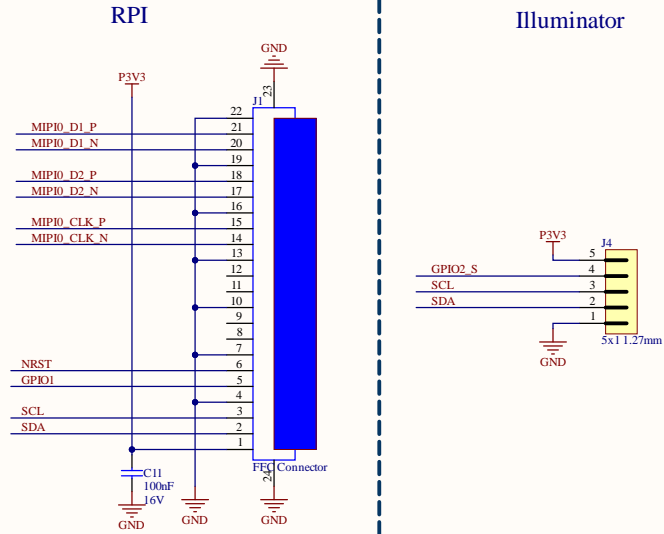 RPI
Illuminator
GND
P3V3
23
J1
22
MIPI0_D1_P 21
MIPI0_D1_N 20
19
MIPI0_D2_P 18
MIPI0_D2_N 17
16
MIPI0_CLK_P 15
MIPI0_CLK_N 14
13
12
11
10
9
8
7
NRST 6
GPIO1 5
4
SCL 3
SDA 2
1
FFC Connector
24
C11
100nF
16V
GND
GND
GND
P3V3
J4
5
GPIO2_S 4
SCL 3
SDA 2
1
5x1 1.27mm
GND